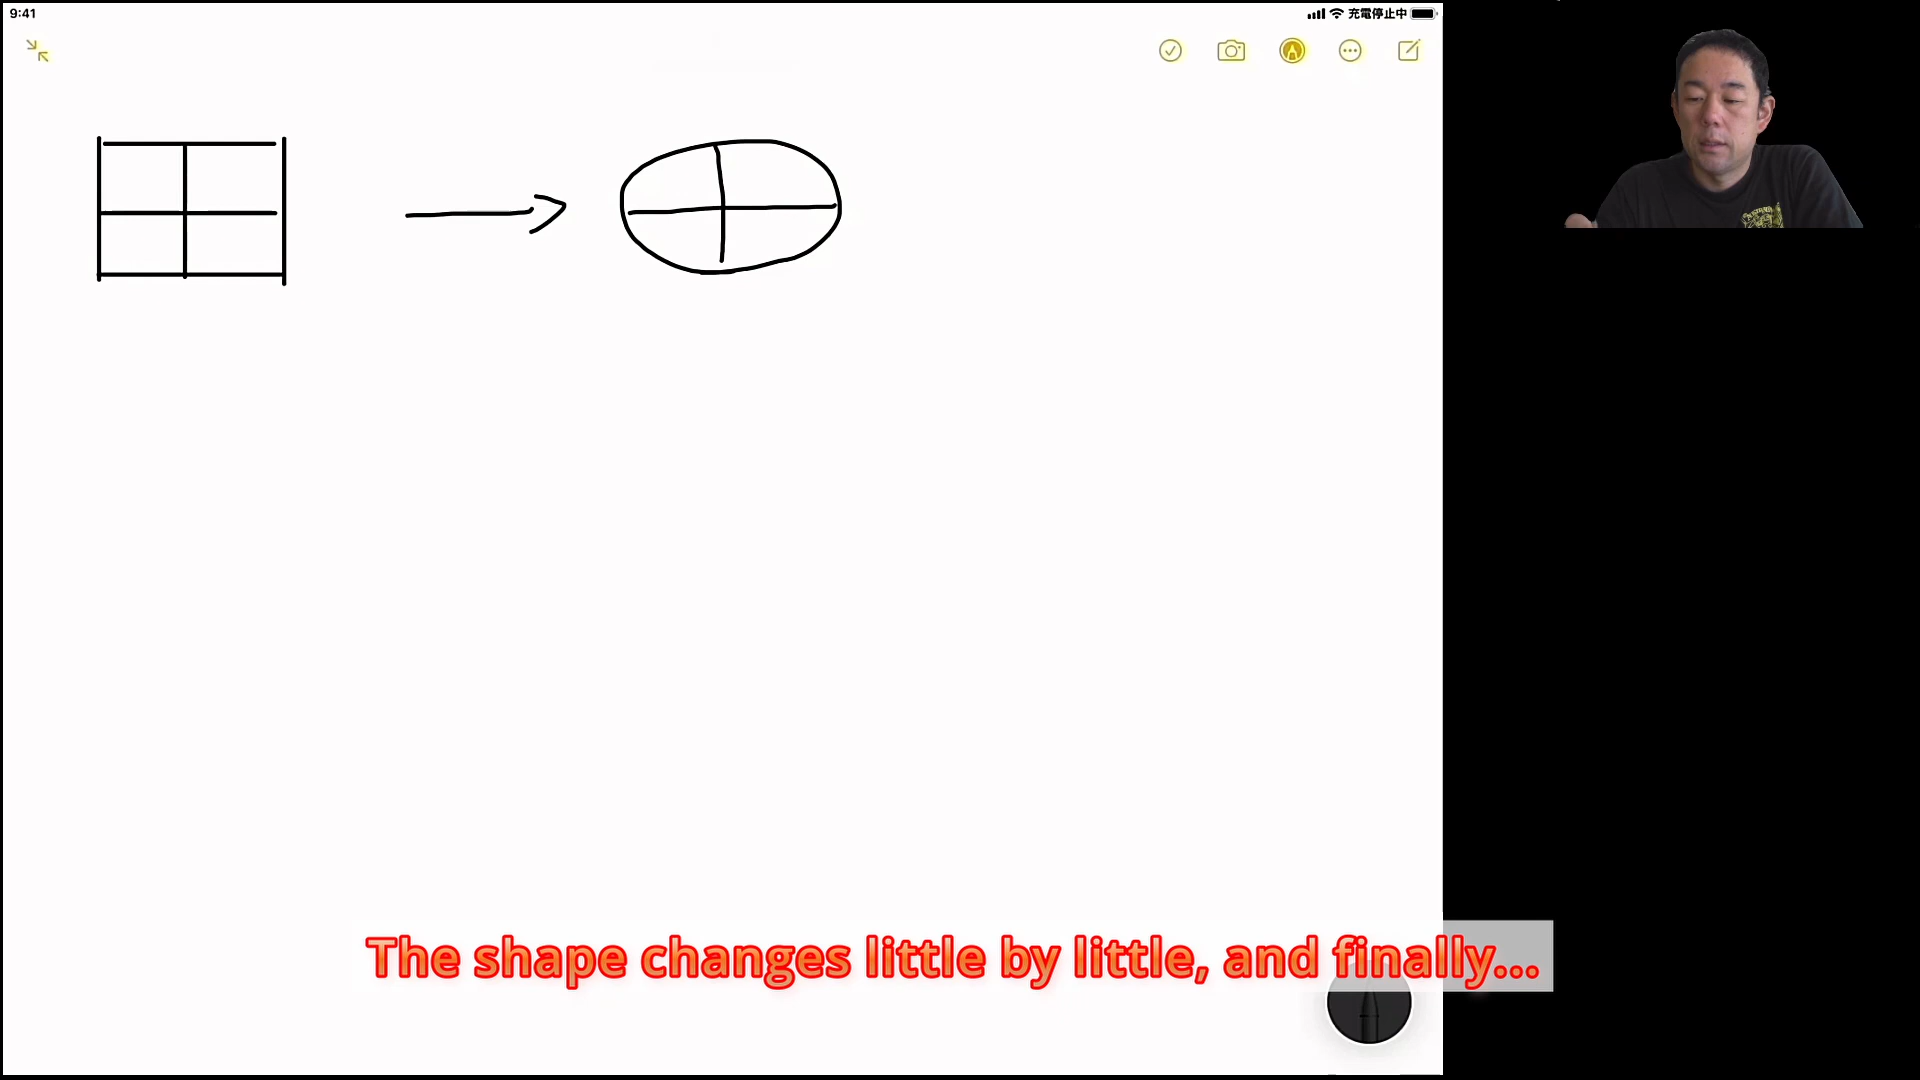 9:41
充電停止中
The shape changes little by little, and finally...